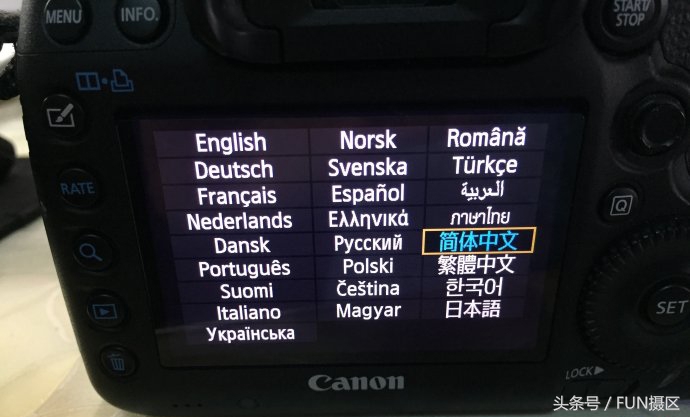 MENU
INFO.
START/
STOP
RATE
English Norsk Română
Deutsch Svenska Türkçe
Français Español العربية
Nederlands Ελληνικά ภาษาไทย
Dansk Русский 简体中文
Português Polski 繁體中文
Suomi Čeština 한국어
Italiano Magyar 日本語
Українська
Q
SET
LOCK
Canon
头条号 / FUN摄区